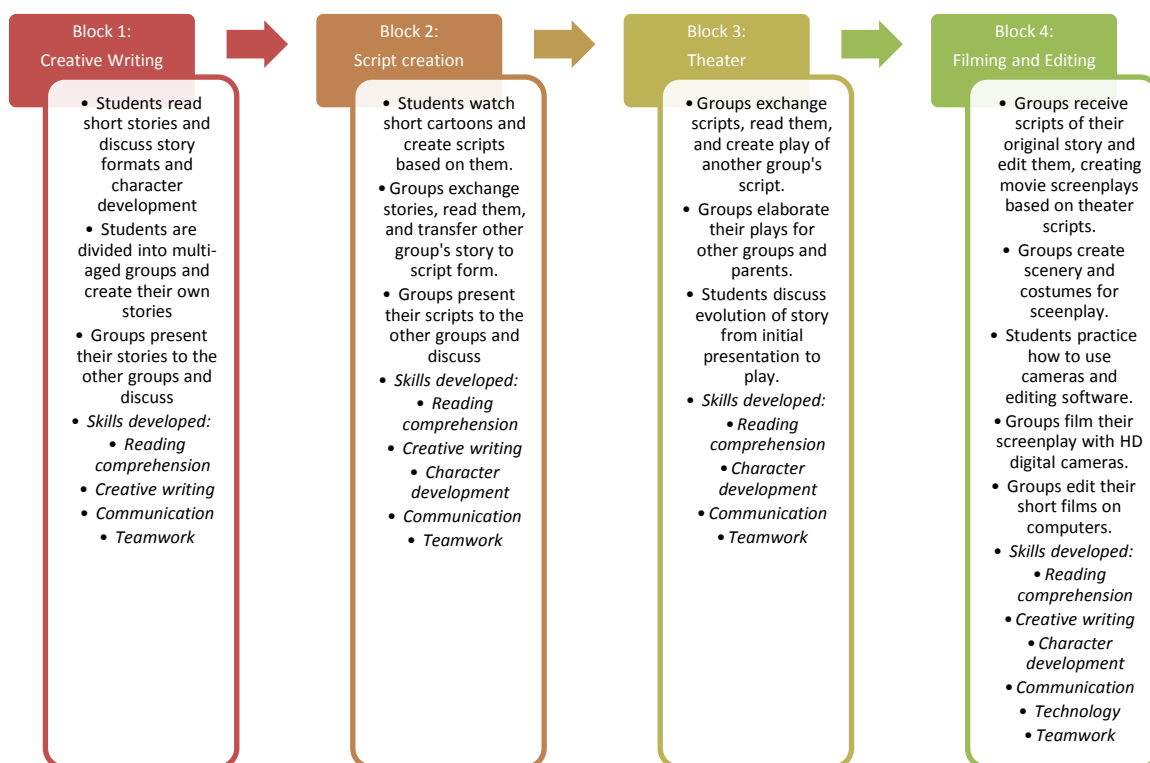 Block 1:
Creative Writing
• Students read
short stories and
discuss story
formats and
character
development
• Students are
divided into multi-
aged groups and
create their own
stories
• Groups present
their stories to the
other groups and
discuss
• Skills developed:
• Reading
comprehension
• Creative writing
• Communication
• Teamwork
Block 2:
Script creation
• Students watch
short cartoons and
create scripts
based on them.
• Groups exchange
stories, read them,
and transfer other
group's story to
script form.
• Groups present
their scripts to the
other groups and
discuss
• Skills developed:
• Reading
comprehension
• Creative writing
• Character
development
• Communication
• Teamwork
Block 3:
Theater
• Groups exchange
scripts, read them,
and create play of
another group's
script.
• Groups elaborate
their plays for
other groups and
parents.
• Students discuss
evolution of story
from initial
presentation to
play.
• Skills developed:
• Reading
comprehension
• Character
development
• Communication
• Teamwork
Block 4:
Filming and Editing
• Groups receive
scripts of their
original story and
edit them, creating
movie screenplays
based on theater
scripts.
• Groups create
scenery and
costumes for
sceenplay.
• Students practice
how to use
cameras and
editing software.
• Groups film their
screenplay with HD
digital cameras.
• Groups edit their
short films on
computers.
• Skills developed:
• Reading
comprehension
• Creative writing
• Character
development
• Communication
• Technology
• Teamwork